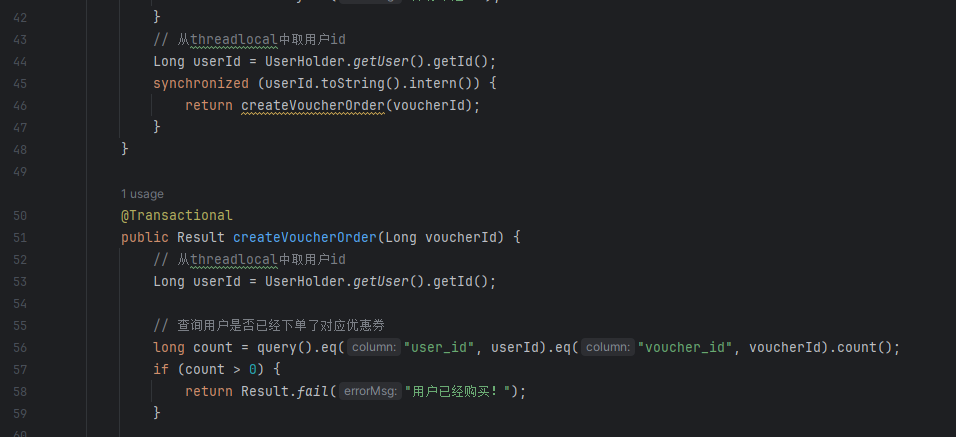 42 }
43 // 从threadlocal中取用户id
44 Long userId = UserHolder.getUser().getId();
45 synchronized (userId.toString().intern()) {
46 return createVoucherOrder(voucherId);
47 }
48 }
49
1 usage
50 @Transactional
51 public Result createVoucherOrder(Long voucherId) {
52 // 从threadlocal中取用户id
53 Long userId = UserHolder.getUser().getId();
54
55 // 查询用户是否已经下单了对应优惠券
56 long count = query().eq( column: "user_id", userId).eq( column: "voucher_id", voucherId).count();
57 if (count > 0) {
58 return Result.fail( errorMsg: "用户已经购买！");
59 }